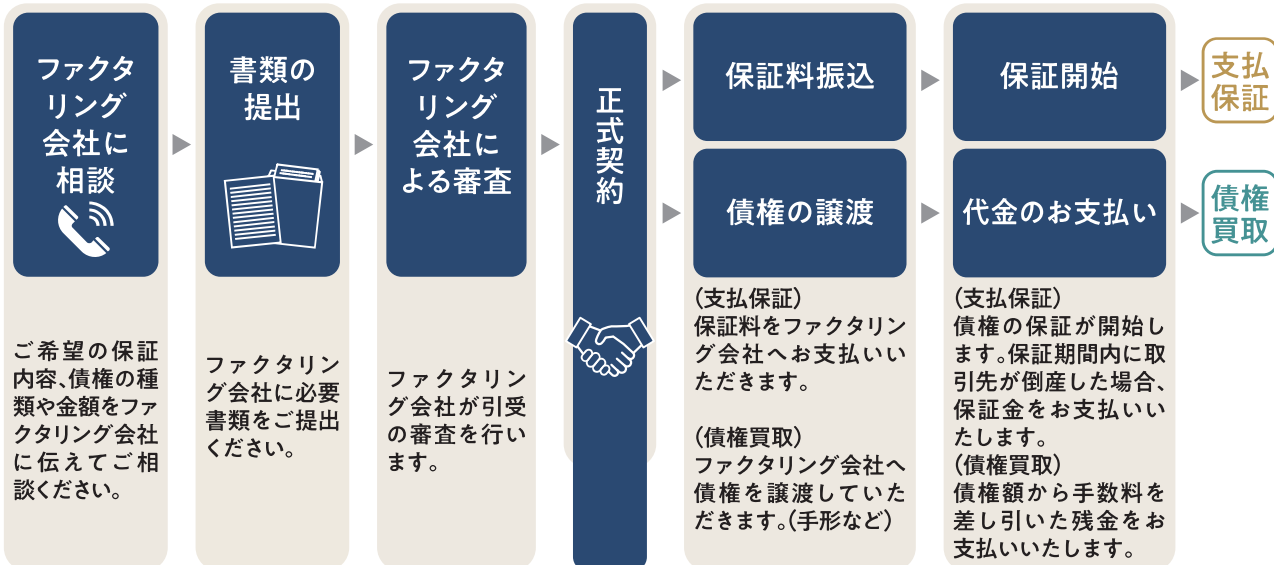 ファクタ
リング
会社に
相談
ご希望の保証
内容、債権の種
類や金額をファ
クタリング会社
に伝えてご相
談ください。
書類の
提出
ファクタリン
グ会社に必要
書類をご提出
ください。
ファクタ
リング
会社に
よる審査
ファクタリン
グ会社が引受
の審査を行い
ます。
正式契約
保証料振込
債権の譲渡
(支払保証)
保証料をファクタリン
グ会社へお支払いい
ただきます。
(債権買取)
ファクタリング会社へ
債権を譲渡していた
だきます。(手形など)
保証開始
代金のお支払い
(支払保証)
債権の保証が開始し
ます。保証期間内に取
引先が倒産した場合、
保証金をお支払いい
たします。
(債権買取)
債権額から手数料を
差し引いた残金をお
支払いいたします。
支払
保証
債権
買取